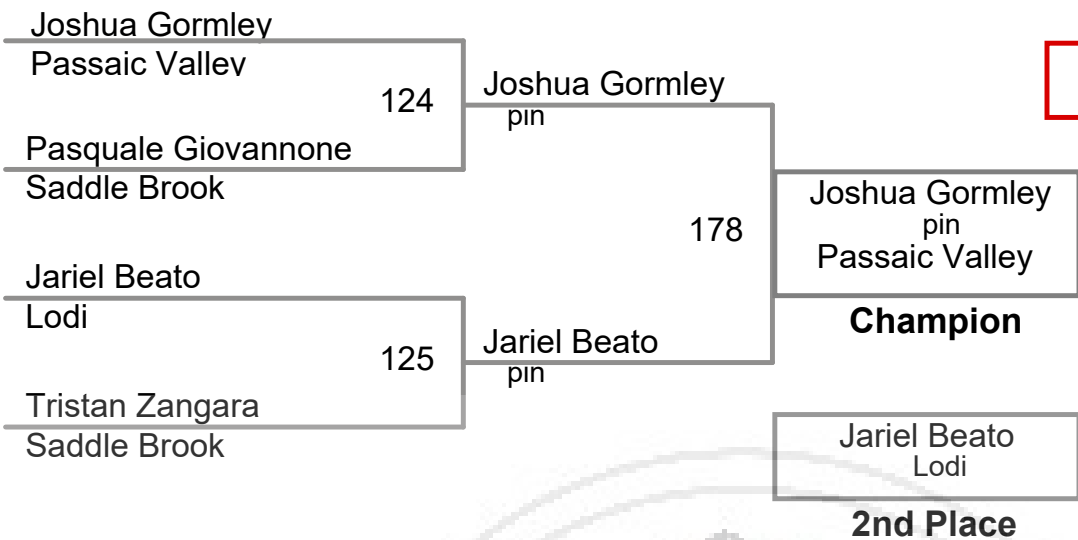 Joshua Gormley
Passaic Valley
124
Joshua Gormley
pin
Pasquale Giovannone
Saddle Brook
178
Joshua Gormley
pin
Passaic Valley
Champion
Jariel Beato
Lodi
125
Jariel Beato
pin
Tristan Zangara
Saddle Brook
Jariel Beato
Lodi
2nd Place